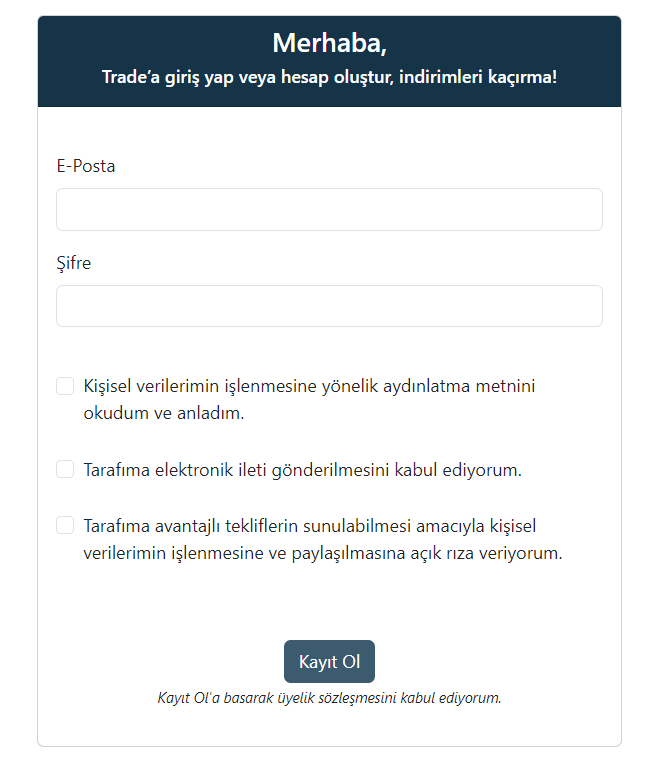 Merhaba,
Trade’a giriş yap veya hesap oluştur, indirimleri kaçırma!
E-Posta
Şifre
Kişisel verilerimin işlenmesine yönelik aydınlatma metnini
okudum ve anladım.
Tarafıma elektronik ileti gönderilmesini kabul ediyorum.
Tarafıma avantajlı tekliflerin sunulabilmesi amacıyla kişisel
verilerimin işlenmesine ve paylaşılmasına açık rıza veriyorum.
Kayıt Ol
Kayıt Ol'a basarak üyelik sözleşmesini kabul ediyorum.